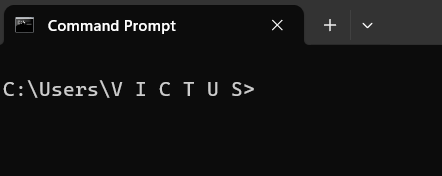 Command Prompt
C:\Users\V I C T U S>